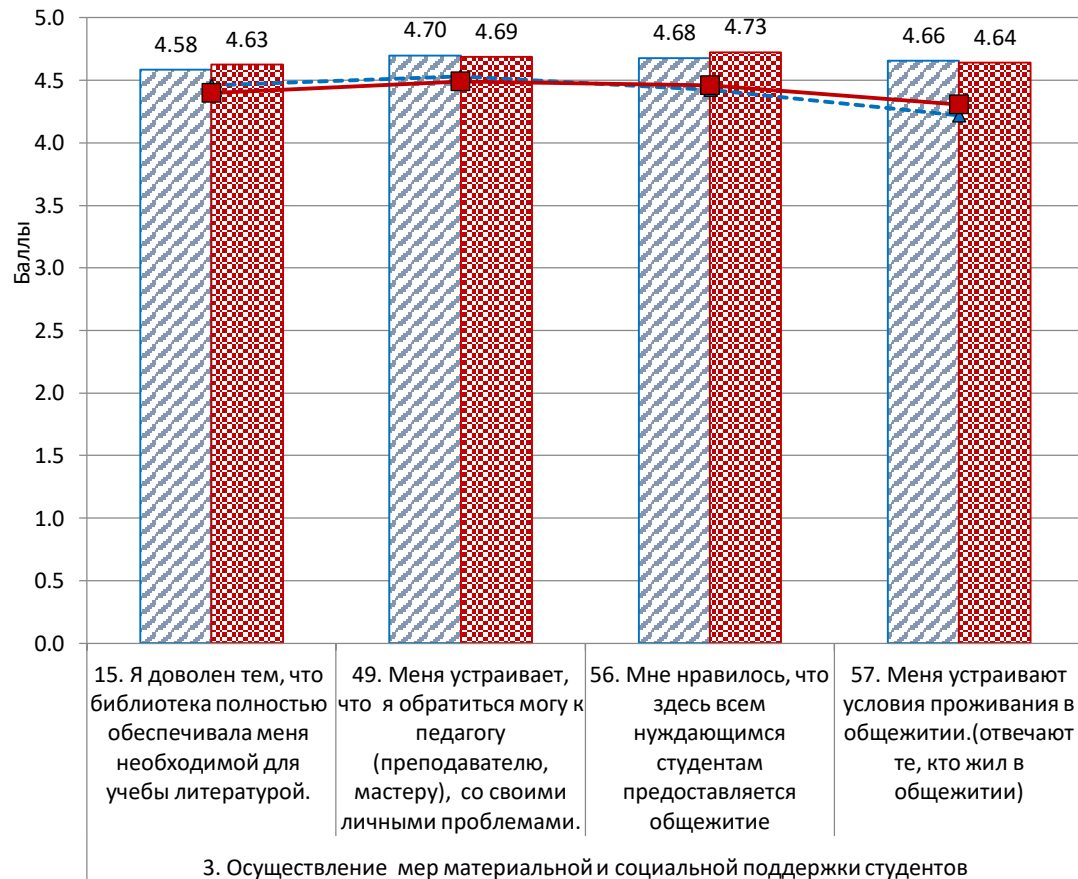 5.0
4.5
4.0
3.5
3.0
2.5
2.0
1.5
1.0
0.5
0.0
Баллы
4.58
4.63
4.70
4.69
4.68
4.73
4.66
4.64
15. Я доволен тем, что
библиотека полностью
обеспечивала меня
необходимой для
учебы литературой.
49. Меня устраивает,
что я обратиться могу к
педагогу
(преподавателю,
мастеру), со своими
личными проблемами.
56. Мне нравилось, что
здесь всем
нуждающимся
студентам
предоставляется
общежитие
57. Меня устраивают
условия проживания в
общежитии.(отвечают
те, кто жил в
общежитии)
3. Осуществление мер материальной и социальной поддержки студентов